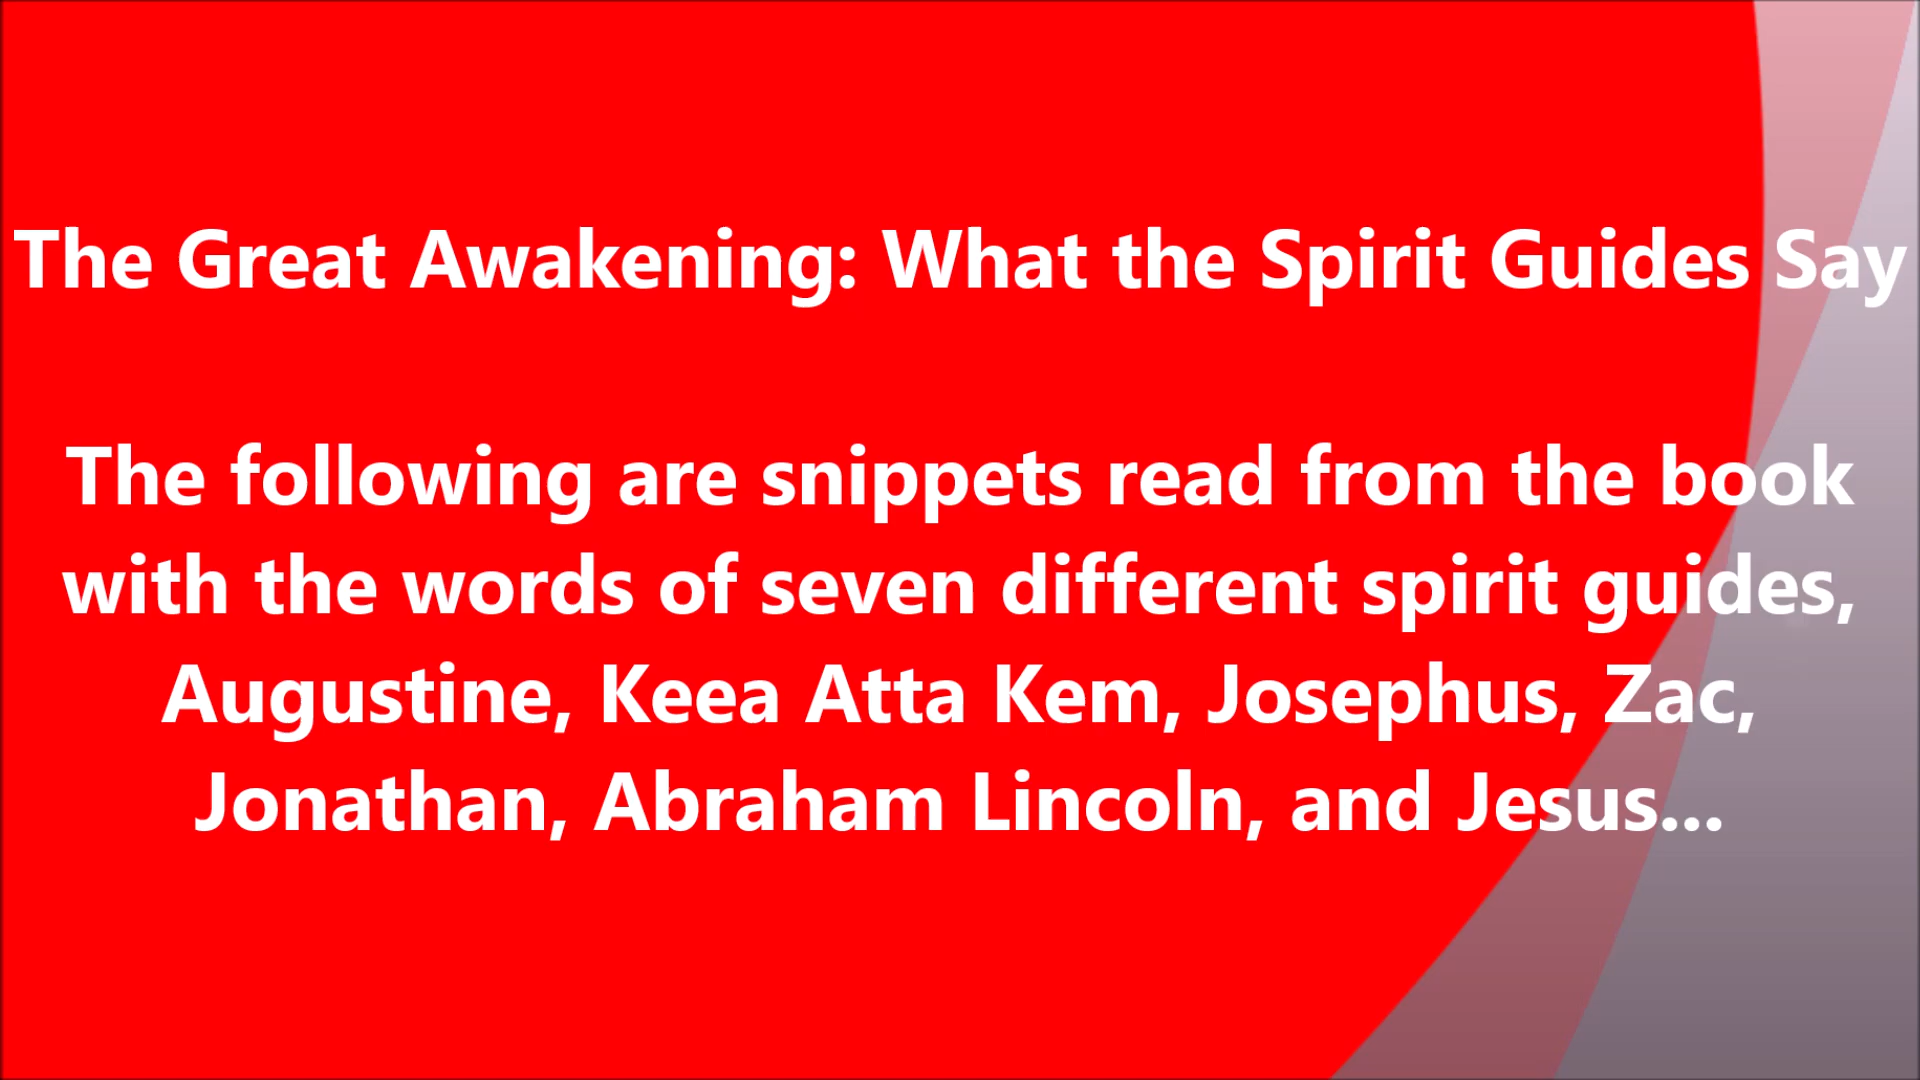 The Great Awakening: What the Spirit Guides Say
The following are snippets read from the book
with the words of seven different spirit guides,
Augustine, Keea Atta Kem, Josephus, Zac,
Jonathan, Abraham Lincoln, and Jesus...